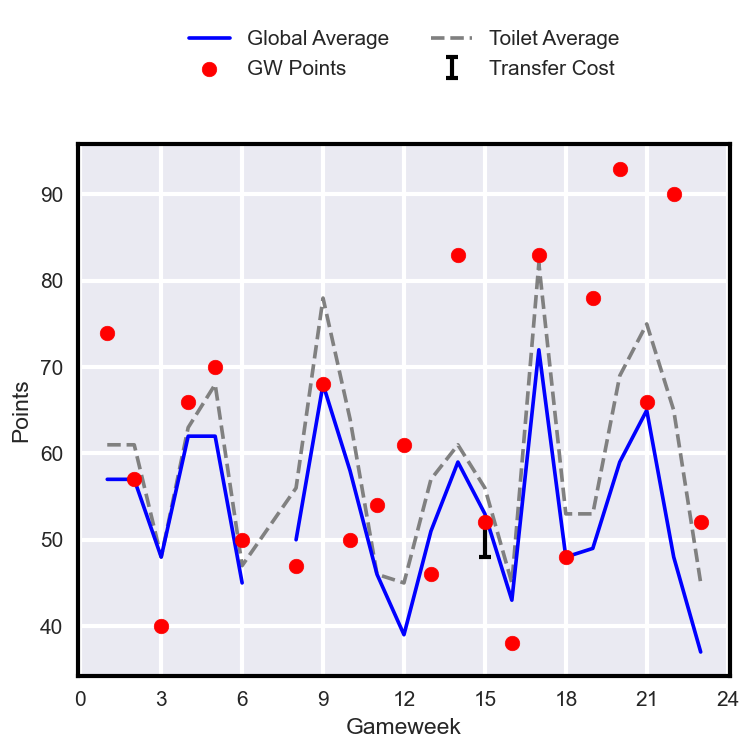 Global Average
Toilet Average
GW Points
Transfer Cost
90
80
70
60
50
40
Points
0 3 6 9 12 15 18 21 24
Gameweek